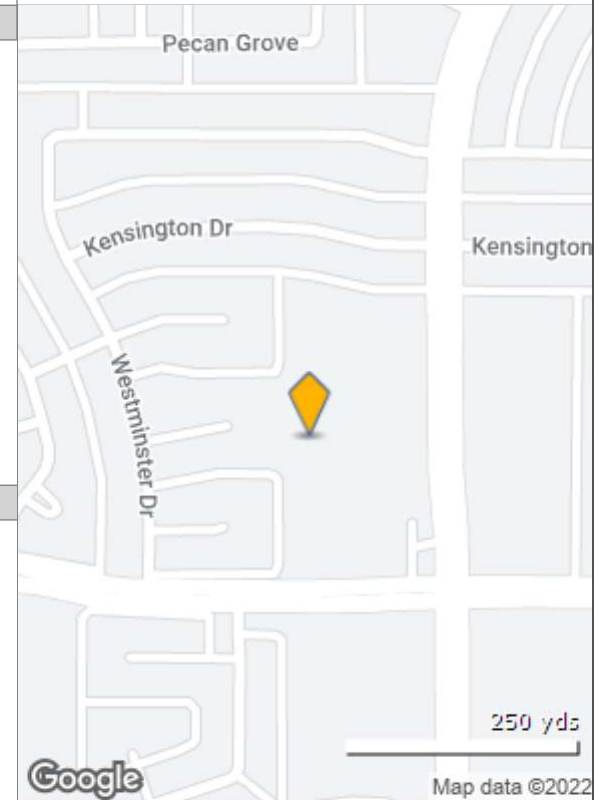 Pecan Grove
Kensington Dr
Kensington
Westminster Dr
250 yds
Google
Map data ©2022